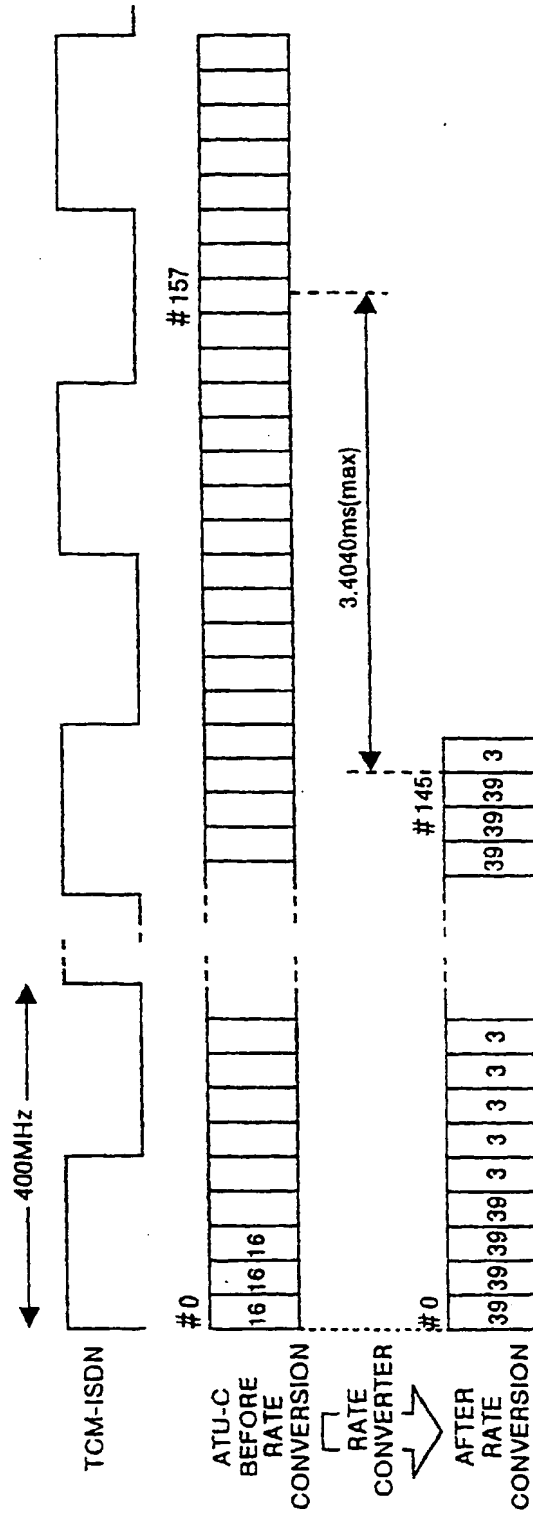 400MHz
TCM-ISDN
#0
#157
ATU-C
BEFORE
RATE
CONVERSION
16 16 16
RATE
CONVERTER
3.4040ms(max)
#0
#145
AFTER
RATE
CONVERSION
39 39 39 39 3 3 3 3 3
39 39 39 3